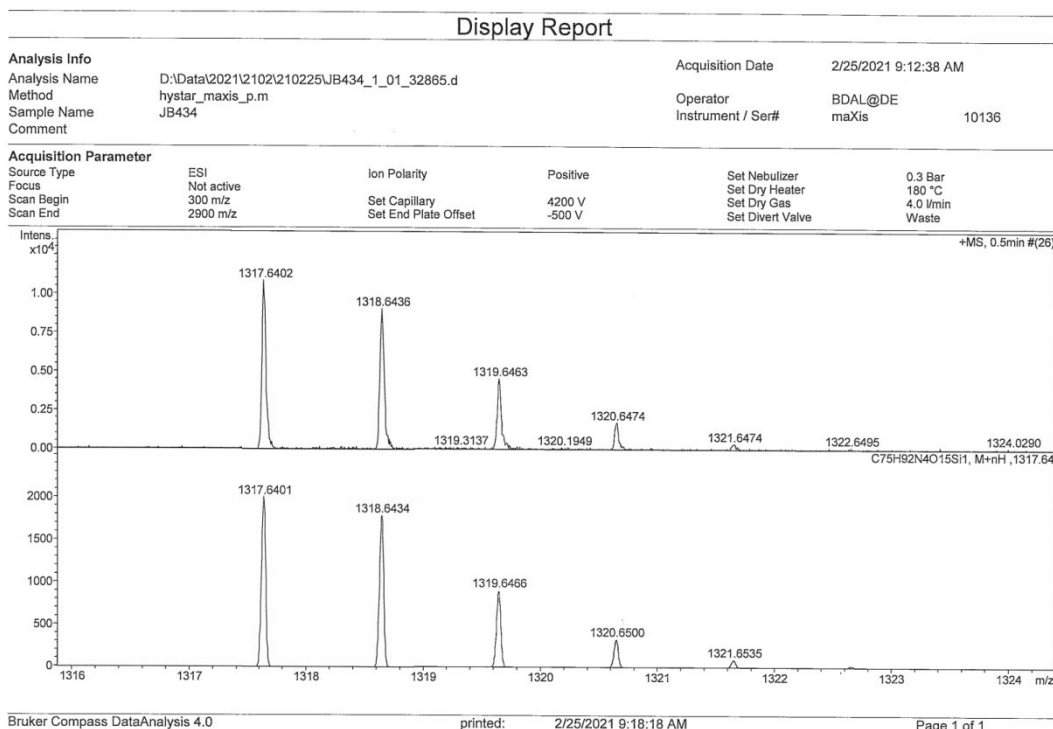 Display Report
Analysis Info
Analysis Name D:\Data\2021\2102\210225\JB434_1_01_32865.d
Method hystar_maxis_p.m
Sample Name JB434
Comment
Acquisition Date 2/25/2021 9:12:38 AM
Operator BDAL@DE
Instrument / Ser# maXis 10136
Acquisition Parameter
Source Type ESI Ion Polarity Positive Set Nebulizer 0.3 Bar
Focus Not active Set Dry Heater 180 °C
Scan Begin 300 m/z Set Capillary 4200 V Set Dry Gas 4.0 l/min
Scan End 2900 m/z Set End Plate Offset -500 V Set Divert Valve Waste
Intens..
x10⁴
+MS, 0.5min #(26)
1317.6402
1318.6436
1.00
0.75
1319.6463
0.50
1320.6474
0.25
1319.3137 1320.1949 1321.6474 1322.6495 1324.0290
0.00
C75H92N4O15Si1, M+nH ,1317.64
1317.6401
2000
1318.6434
1500
1319.6466
1000
1320.6500
500
1321.6535
0
1316 1317 1318 1319 1320 1321 1322 1323 1324 m/z
Bruker Compass DataAnalysis 4.0 printed: 2/25/2021 9:18:18 AM Page 1 of 1